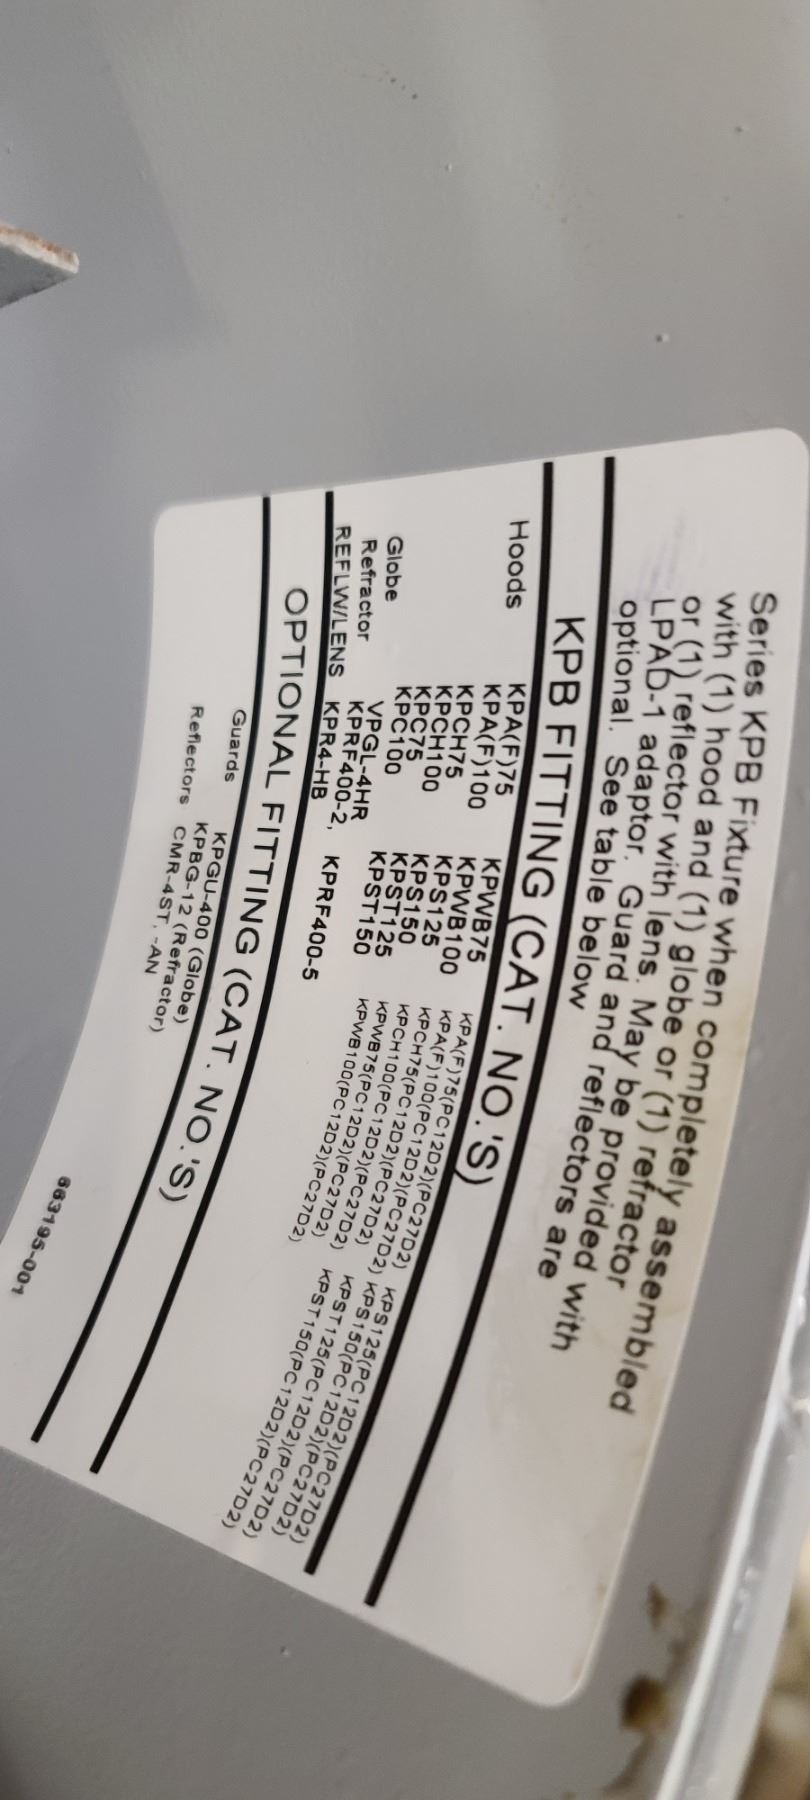 Series KPB Fixture when completely assembled
with (1) hood and (1) globe or (1) refractor
or (1) reflector with lens. May be provided
LPAD-1 adaptor. Guard and reflectors are
optional. See table below with
KPB FITTING (CAT. NO.'S)
Hoods KPA(F)75 KPWB75 KPA(F)75(PC12D2)(PC27D2) KPS125(PC12D2)(PC27D2)
KPA(F)100 KPWB100 KPA(F)100(PC12D2)(PC27D2) KPS150(PC12D2)(PC27D2)
KPCH75 KPS125 KPCH75(PC12D2)(PC27D2) KPST125(PC12D2)(PC27D2)
KPCH100 KPS150 KPCH100(PC12D2)(PC27D2) KPST150(PC12D2)(PC27D2)
KPC75 KPST125 KPWB75(PC12D2)(PC27D2)
KPC100 KPST150 KPWB100(PC12D2)(PC27D2)
Globe VPGL-4HR
Refractor KPRF400-2, KPRF400-5
REFLW/LENS KPR4-HB
OPTIONAL FITTING (CAT. NO.'S)
Guards KPGU-400 (Globe)
KPBG-12 (Refractor)
Reflectors CMR-4ST, -AN
663195-001